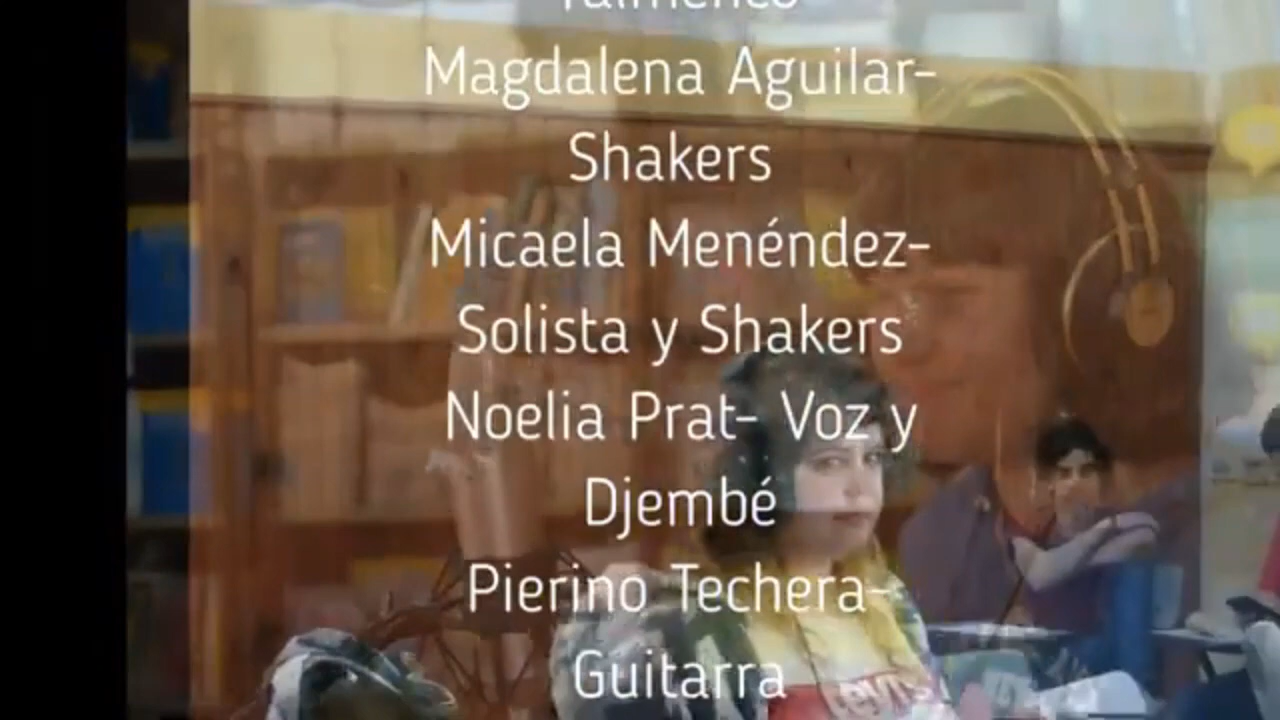 Magdalena Aguilar-
Shakers
Micaela Menéndez-
Solista y Shakers
Noelia Prat- Voz y
Djembé
Pierino Techera-
Guitarra